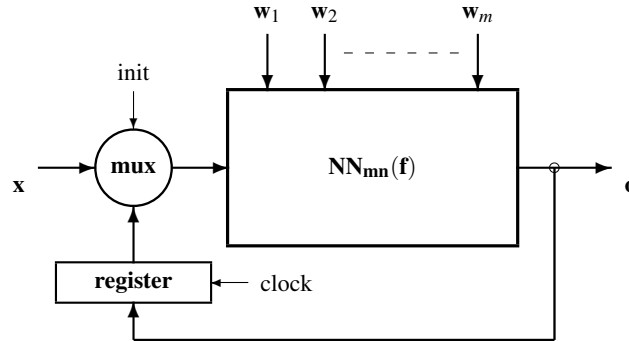 w₁ w₂ wₘ
init
mux
NNₘₙ(f)
x
register
clock